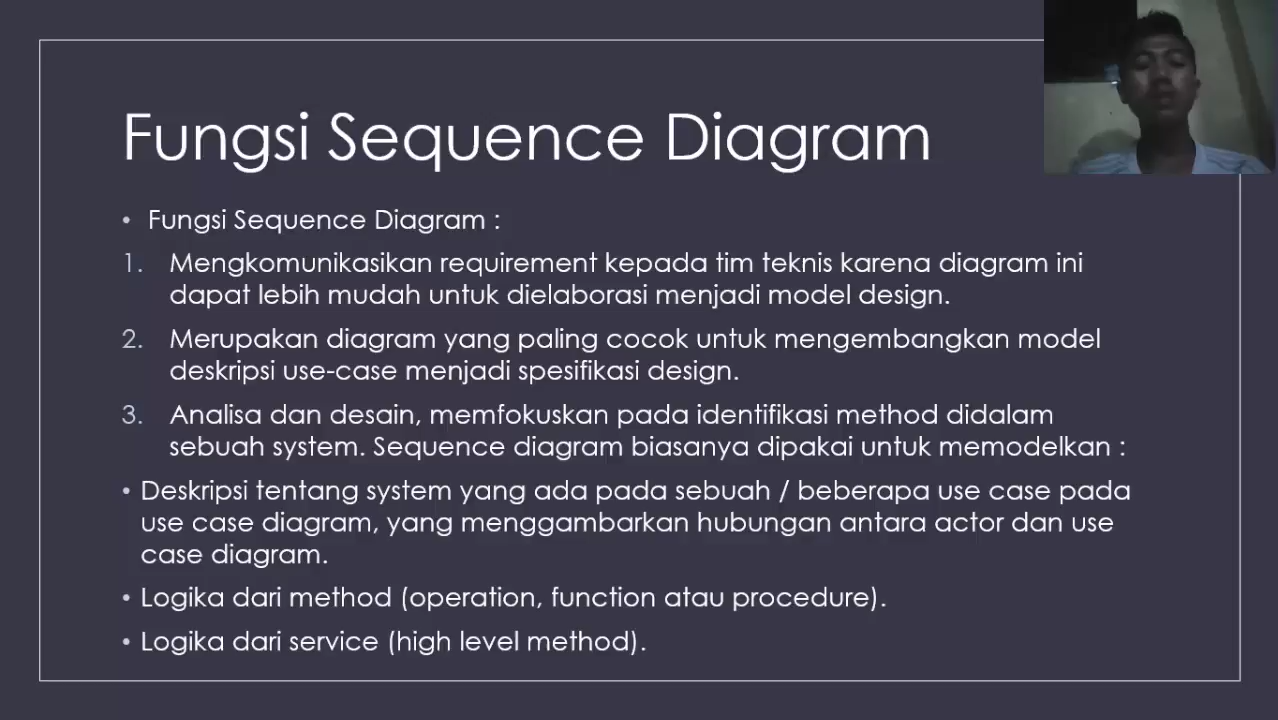 Fungsi Sequence Diagram
• Fungsi Sequence Diagram :
1. Mengkomunikasikan requirement kepada tim teknis karena diagram ini
dapat lebih mudah untuk dielaborasi menjadi model design.
2. Merupakan diagram yang paling cocok untuk mengembangkan model
deskripsi use-case menjadi spesifikasi design.
3. Analisa dan desain, memfokuskan pada identifikasi method didalam
sebuah system. Sequence diagram biasanya dipakai untuk memodelkan :
• Deskripsi tentang system yang ada pada sebuah / beberapa use case pada
use case diagram, yang menggambarkan hubungan antara actor dan use
case diagram.
• Logika dari method (operation, function atau procedure).
• Logika dari service (high level method).